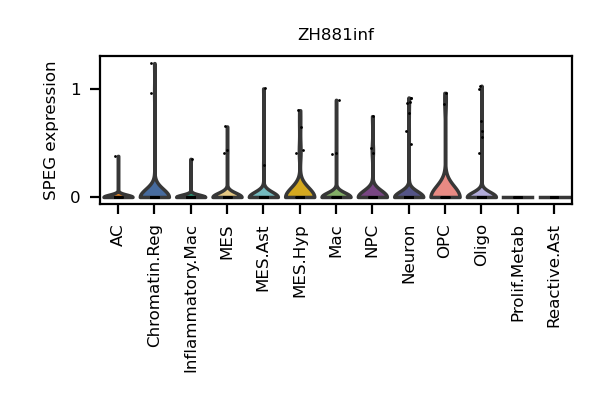 ZH881inf
SPEG expression
1
0
AC
Chromatin.Reg
Inflammatory.Mac
MES
MES.Ast
MES.Hyp
Mac
NPC
Neuron
OPC
Oligo
Prolif.Metab
Reactive.Ast